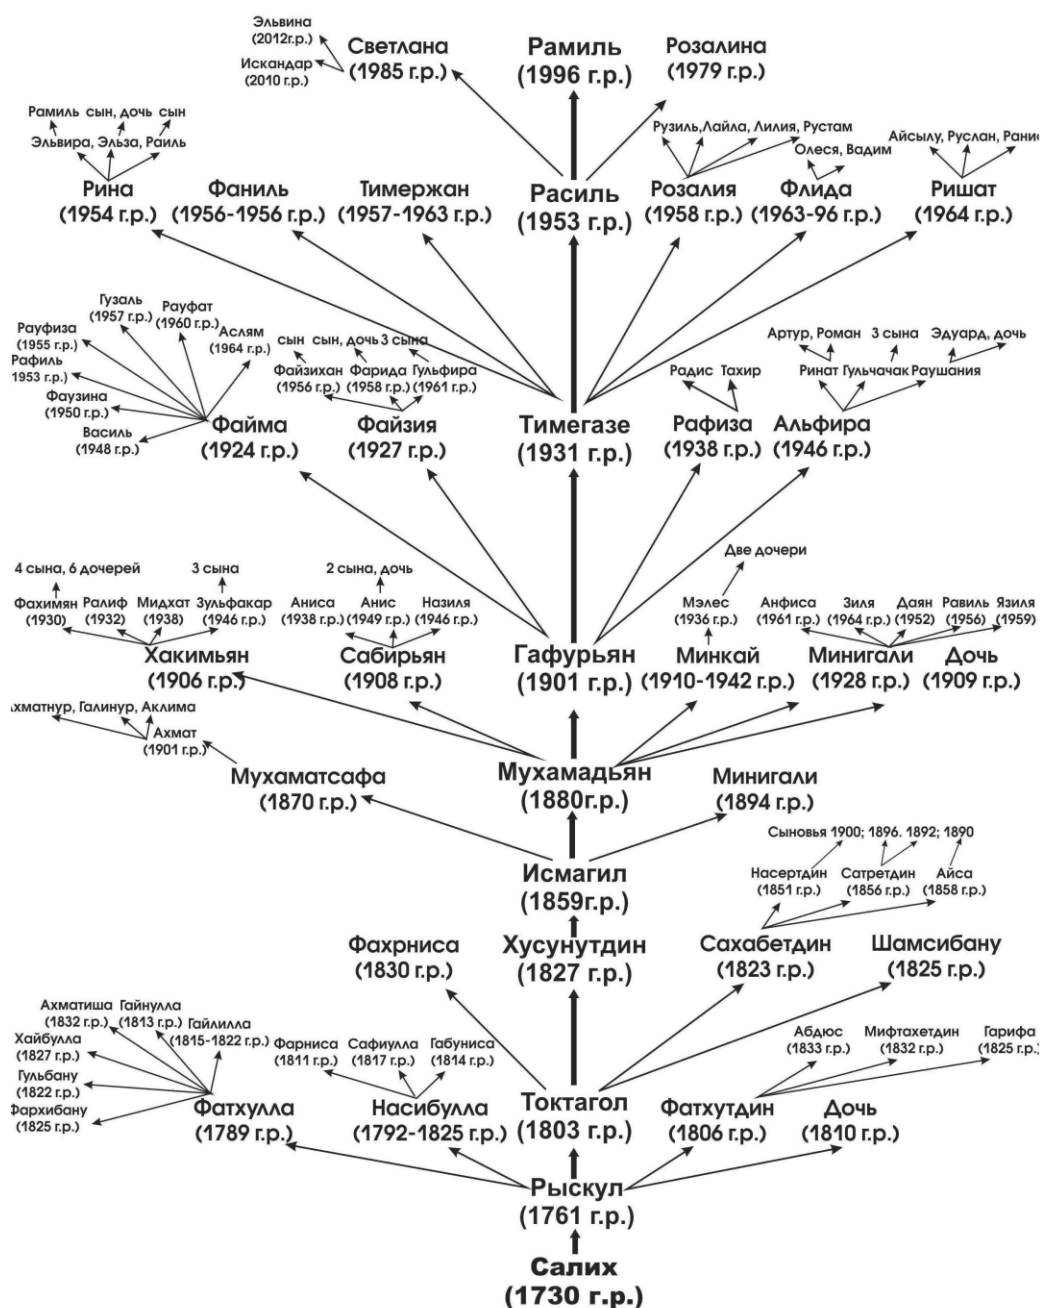 Эльвина
(2012г.р.)
Светлана
Рамиль
Розалина
Искандар
(2010 г.р.)
(1985 г.р.)
(1996 г.р.)
(1979 г.р.)
Рамиль сын, дочь сын
Рузиль,Лайла, Лилия, Рустам
Айсылу, Руслан, Ранис
Эльвира, Эльза, Раиль
Олеся, Вадим
Рина
Фаниль
Тимержан
Расиль
Розалия
Флида
Ришат
(1954 г.р.)
(1956-1956 г.р.)
(1957-1963 г.р.)
(1953 г.р.)
(1958 г.р.)
(1963-96 г.р.)
(1964 г.р.)
Гузаль
(1957 г.р.)
Рауфат
(1960 г.р.)
Рауфиза
(1955 г.р.)
Аслям
(1964 г.р.)
Рафиль
(1953 г.р.)
Фаузина
(1950 г.р.)
Василь
(1948 г.р.)
сын сын, дочь 3 сына
Файзихан
(1956 г.р.)
Фарида
(1958 г.р.)
Гульфира
(1961 г.р.)
Артур, Роман
3 сына
Эдуард, дочь
Радис Тахир
Ринат Гульчачак Раушания
Файма
Файзия
Тимегазе
Рафиза
Альфира
(1924 г.р.)
(1927 г.р.)
(1931 г.р.)
(1938 г.р.)
(1946 г.р.)
Две дочери
4 сына, 6 дочерей
3 сына
2 сына, дочь
Фахимян
(1930)
Ралиф
(1932)
Мидхат
(1938)
Зульфакар
(1946 г.р.)
Аниса
(1938 г.р.)
Анис
(1949 г.р.)
Назиля
(1946 г.р.)
Мэлес
(1936 г.р.)
Анфиса
(1961 г.р.)
Зиля
(1964 г.р.)
Даян
(1952)
Равиль
(1956)
Язиля
(1959)
Хакимьян
Сабирьян
Гафурьян
Минкай
Минигали
Дочь
(1906 г.р.)
(1908 г.р.)
(1901 г.р.)
(1910-1942 г.р.)
(1928 г.р.)
(1909 г.р.)
хматнур, Галинур, Аклима
Ахмат
(1901 г.р.)
Мухаматсафа
Мухамадьян
Минигали
(1870 г.р.)
(1880г.р.)
(1894 г.р.)
Сыновья 1900; 1896. 1892; 1890
Насертдин
(1851 г.р.)
Сатретдин
(1856 г.р.)
Айса
(1858 г.р.)
Исмагил
(1859г.р.)
Фахрниса
Хусунутдин
Сахабетдин
Шамсибану
(1830 г.р.)
(1827 г.р.)
(1823 г.р.)
(1825 г.р.)
Ахматиша
(1832 г.р.)
Гайнулла
(1813 г.р.)
Гайлилла
(1815-1822 г.р.)
Хайбулла
(1827 г.р.)
Гульбану
(1822 г.р.)
Фархибану
(1825 г.р.)
Фарниса
(1811 г.р.)
Сафиулла
(1817 г.р.)
Габуниса
(1814 г.р.)
Абдюс
(1833 г.р.)
Мифтахетдин
(1832 г.р.)
Гарифа
(1825 г.р.)
Фатхулла
Насибулла
Токтагол
Фатхутдин
Дочь
(1789 г.р.)
(1792-1825 г.р.)
(1803 г.р.)
(1806 г.р.)
(1810 г.р.)
Рыскул
(1761 г.р.)
Салих
(1730 г.р.)